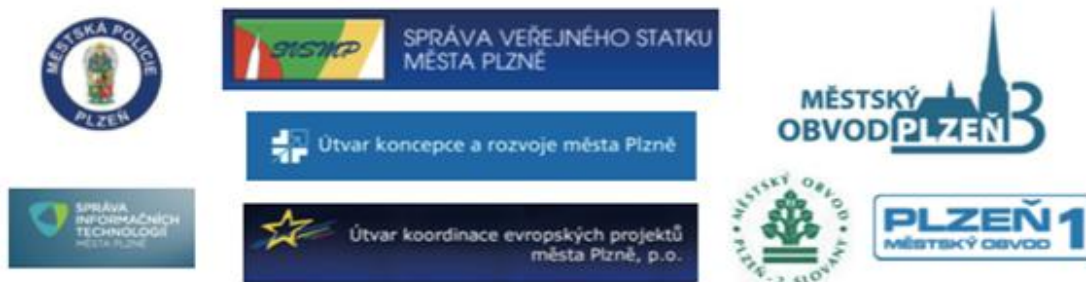 MĚSTSKÁ POLICIE
PLZEŇ
SPRÁVA VEŘEJNÉHO STATKU
MĚSTA PLZNĚ
MĚSTSKÝ
OBVOD PLZEŇ 3
Útvar koncepce a rozvoje města Plzně
SPRÁVA
INFORMAČNÍCH
TECHNOLOGIÍ
MĚSTA PLZNĚ
Útvar koordinace evropských projektů
města Plzně, p.o.
MĚSTSKÝ OBVOD
PLZEŇ - 2 SLOVANY
PLZEŇ 1
MĚSTSKÝ OBVOD